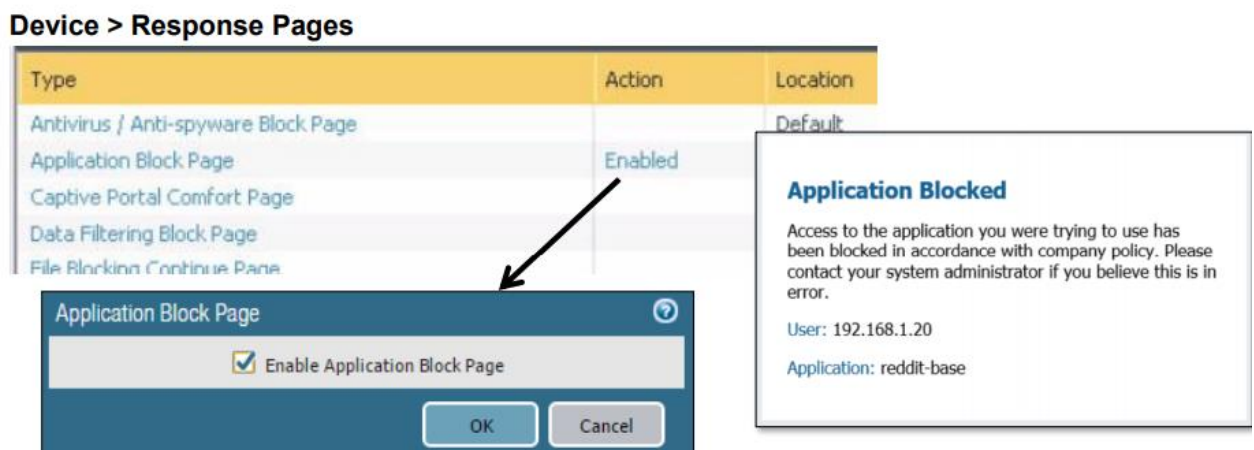 Device > Response Pages
Type Action Location
Antivirus / Anti-spyware Block Page Default
Application Block Page Enabled
Captive Portal Comfort Page
Data Filtering Block Page
File Blocking Continue Page
Application Block Page
Enable Application Block Page
OK Cancel
Application Blocked
Access to the application you were trying to use has
been blocked in accordance with company policy. Please
contact your system administrator if you believe this is in
error.
User: 192.168.1.20
Application: reddit-base